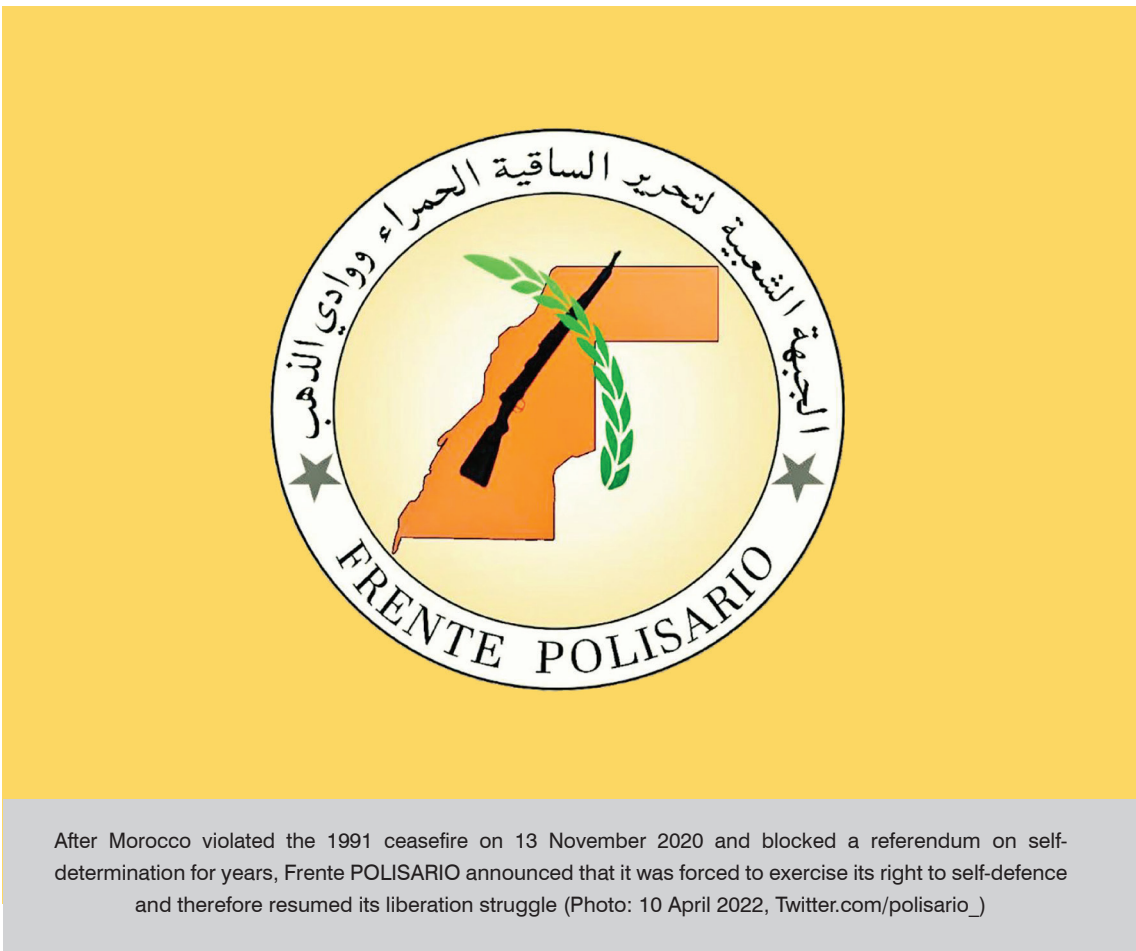 الجبهة الشعبية لتحرير الساقية الحمراء ووادي الذهب
FRENTE POLISARIO
After Morocco violated the 1991 ceasefire on 13 November 2020 and blocked a referendum on self-
determination for years, Frente POLISARIO announced that it was forced to exercise its right to self-defence
and therefore resumed its liberation struggle (Photo: 10 April 2022, Twitter.com/polisario_)